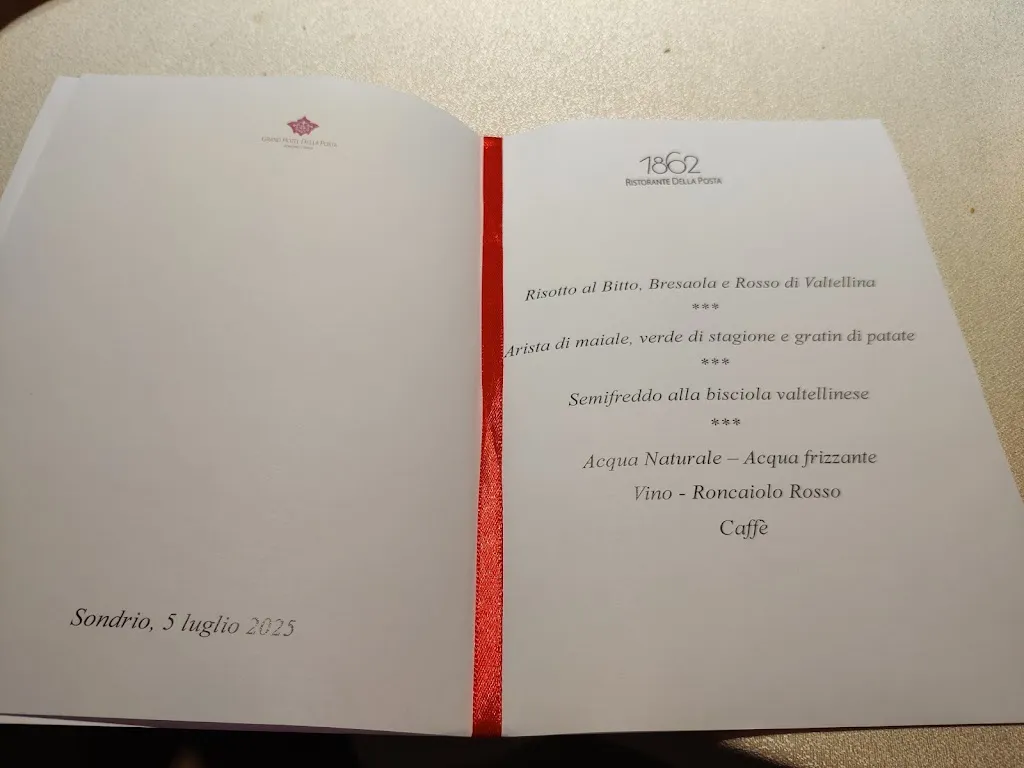 GRAND HOTEL DELLA POSTA
Sondrio, 5 luglio 2025
1862
RISTORANTE DELLA POSTA
Risotto al Bitto, Bresaola e Rosso di Valtellina
***
Arista di maiale, verde di stagione e gratin di patate
***
Semifreddo alla bisciola valtellinese
***
Acqua Naturale – Acqua frizzante
Vino - Roncaiolo Rosso
Caffè